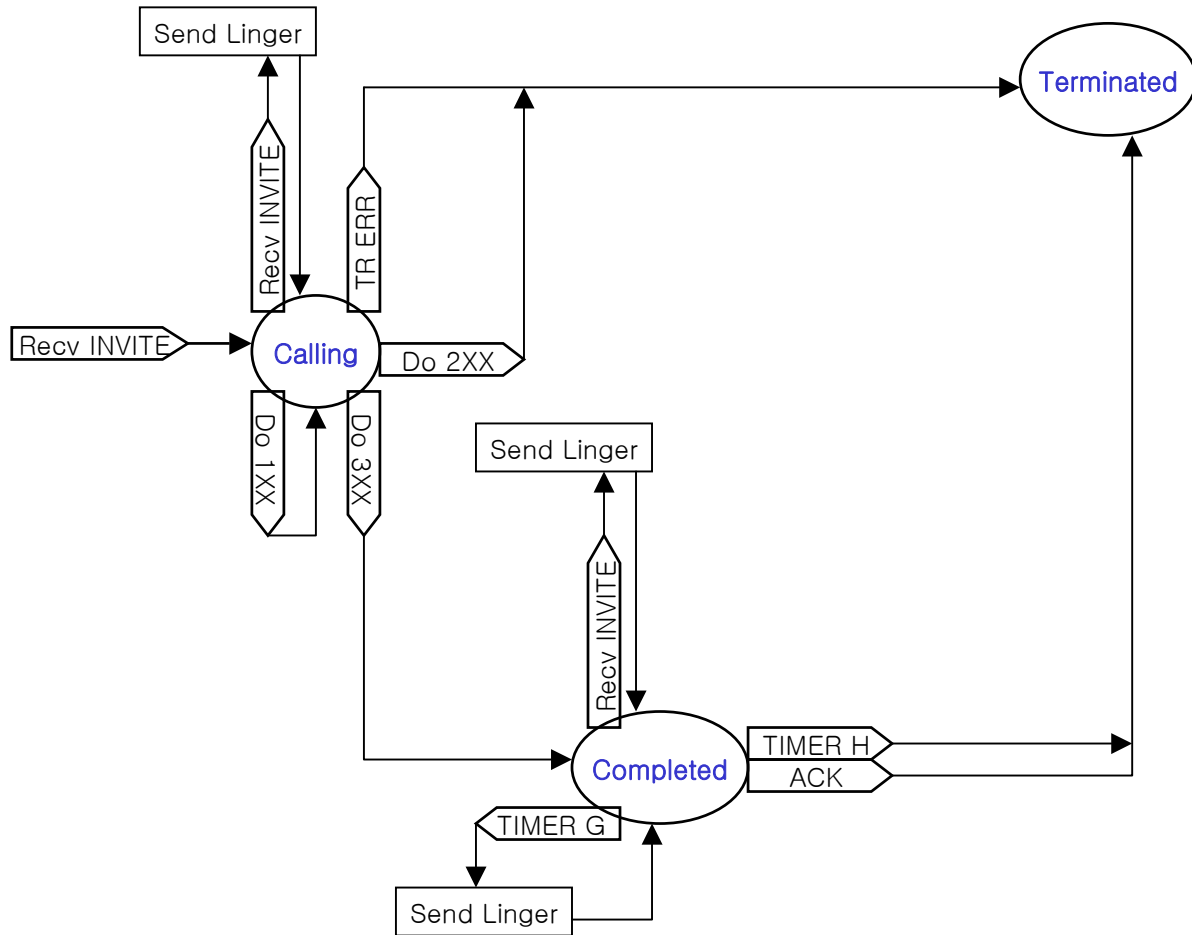 Send Linger
Terminated
Recv INVITE
TR ERR
Recv INVITE
Calling
Do 2XX
Do 1XX
Do 3XX
Send Linger
Recv INVITE
Completed
TIMER H
ACK
TIMER G
Send Linger